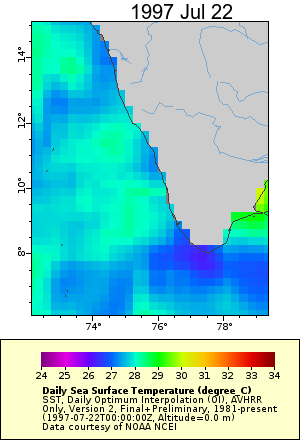 1997 Jul 22
14°
12°
10°
8°
74° 76° 78°
24 25 26 27 28 29 30 31 32 33 34
Daily Sea Surface Temperature (degree_C)
SST, Daily Optimum Interpolation (OI), AVHRR
Only, Version 2, Final+Preliminary, 1981-present
(1997-07-22T00:00:00Z, Altitude=0.0 m)
Data courtesy of NOAA NCEI